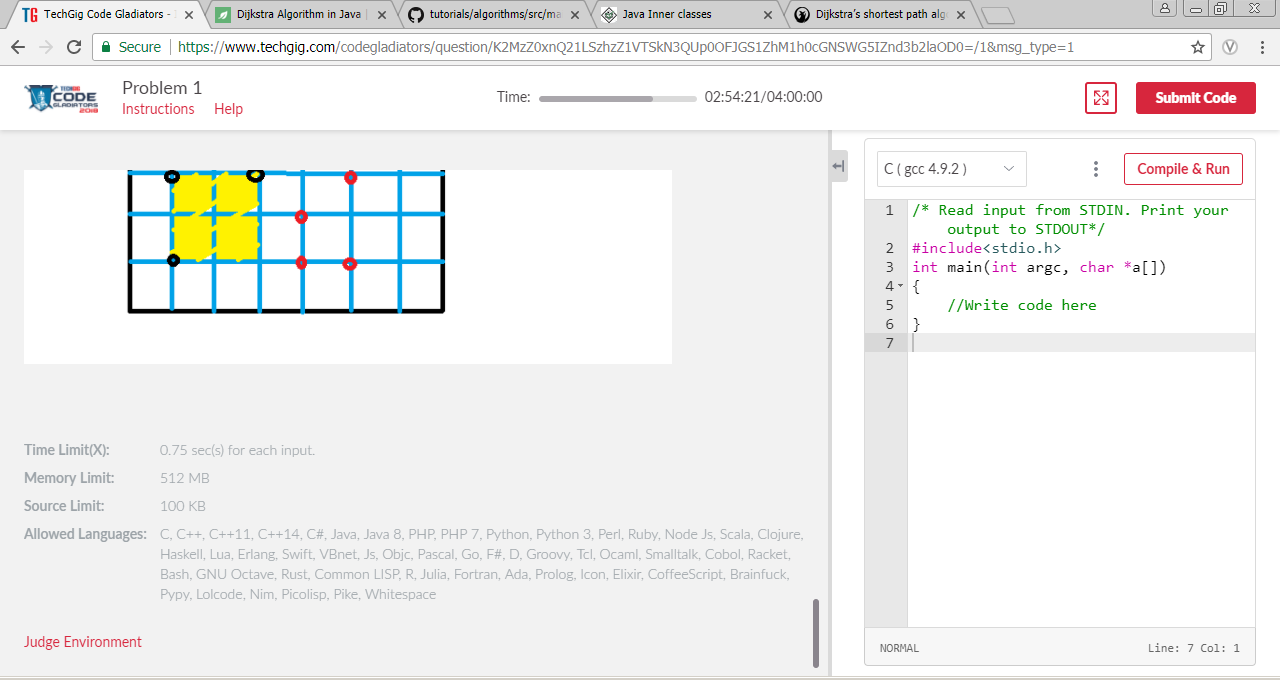 TechGig Code Gladiators -
Dijkstra Algorithm in Java |
tutorials/algorithms/src/ma
Java Inner classes
Dijkstra's shortest path alg
Secure
https://www.techgig.com/codegladiators/question/K2MzZ0xnQ21LSzhzZ1VTSkN3QUp0OFJGS1ZhM1h0cGNSWG5IZnd3b2laOD0=/1&msg_type=1
TECHGIG
CODE
GLADIATORS
2018
Problem 1
Instructions Help
Time: 02:54:21/04:00:00
Submit Code
C ( gcc 4.9.2 )
Compile & Run
1 /* Read input from STDIN. Print your
output to STDOUT*/
2 #include<stdio.h>
3 int main(int argc, char *a[])
4 {
5 //Write code here
6 }
7
Time Limit(X): 0.75 sec(s) for each input.
Memory Limit: 512 MB
Source Limit: 100 KB
Allowed Languages: C, C++, C++11, C++14, C#, Java, Java 8, PHP, PHP 7, Python, Python 3, Perl, Ruby, Node Js, Scala, Clojure,
Haskell, Lua, Erlang, Swift, VBnet, Js, Objc, Pascal, Go, F#, D, Groovy, Tcl, Ocaml, Smalltalk, Cobol, Racket,
Bash, GNU Octave, Rust, Common LISP, R, Julia, Fortran, Ada, Prolog, Icon, Elixir, CoffeeScript, Brainfuck,
Pypy, Lolcode, Nim, Picolisp, Pike, Whitespace
Judge Environment
NORMAL
Line: 7 Col: 1